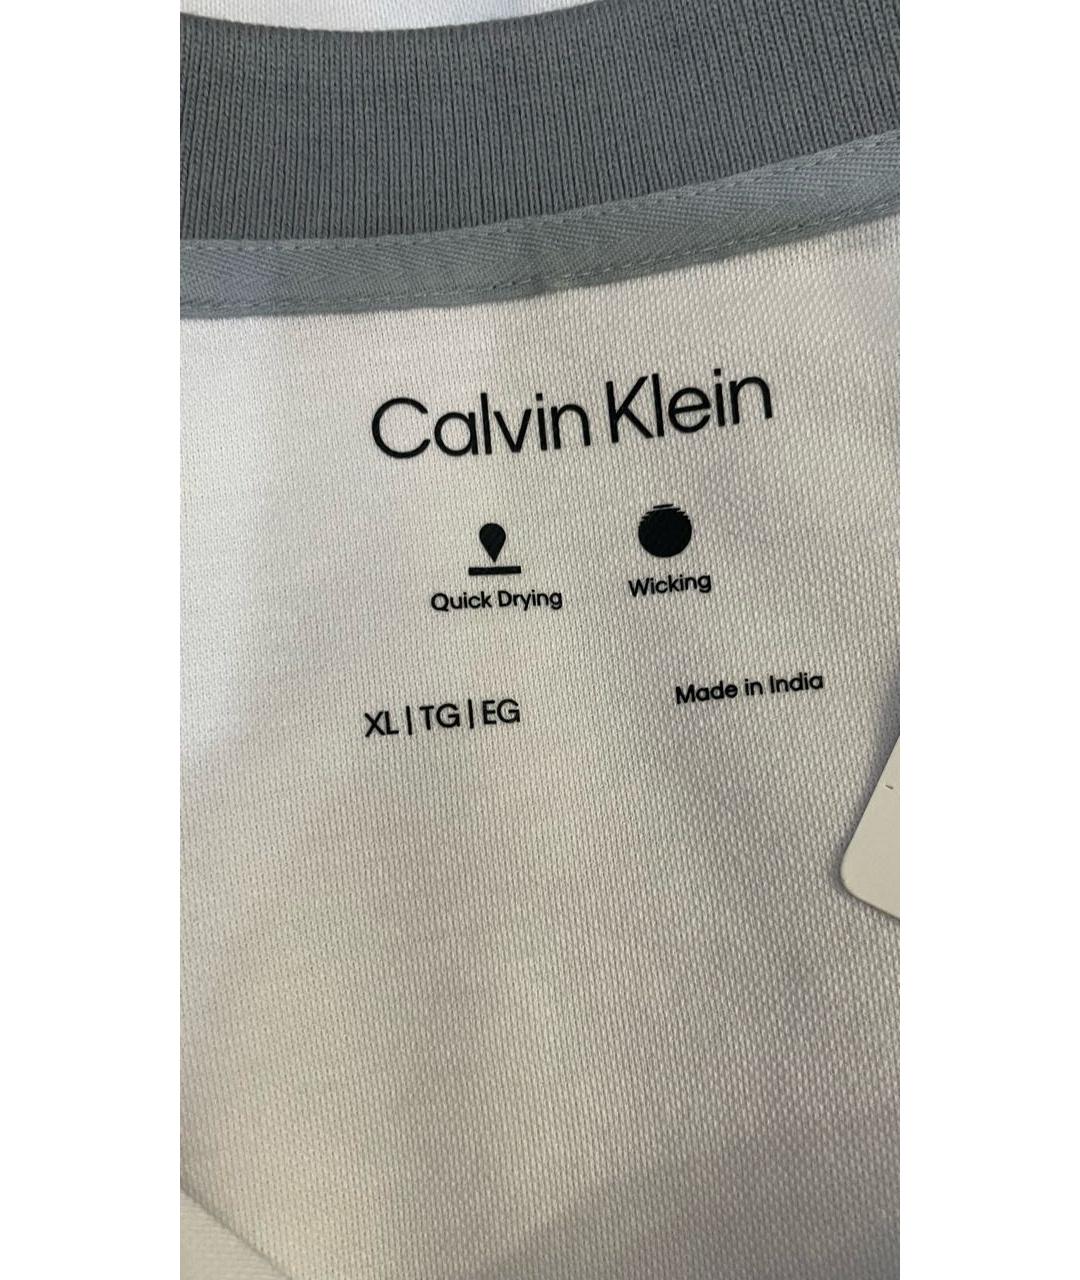 Calvin Klein
Quick Drying
Wicking
XL | TG | EG
Made in India